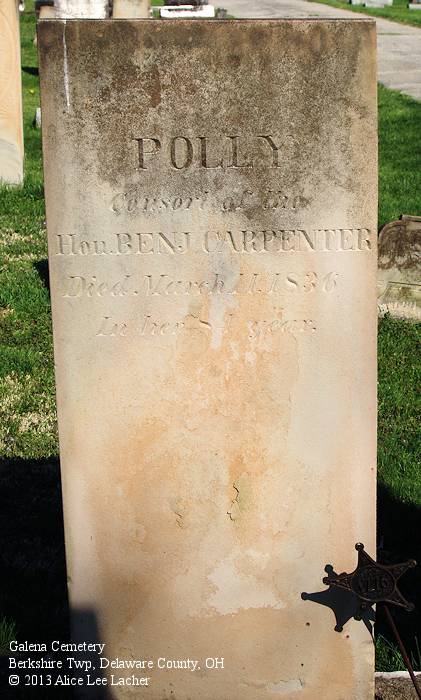 POLLY
Consort of the
Hon. BENJ. CARPENTER
Died March 11. 1836
In her 84 year.
Galena Cemetery
Berkshire Twp, Delaware County, OH
© 2013 Alice Lee Lacher